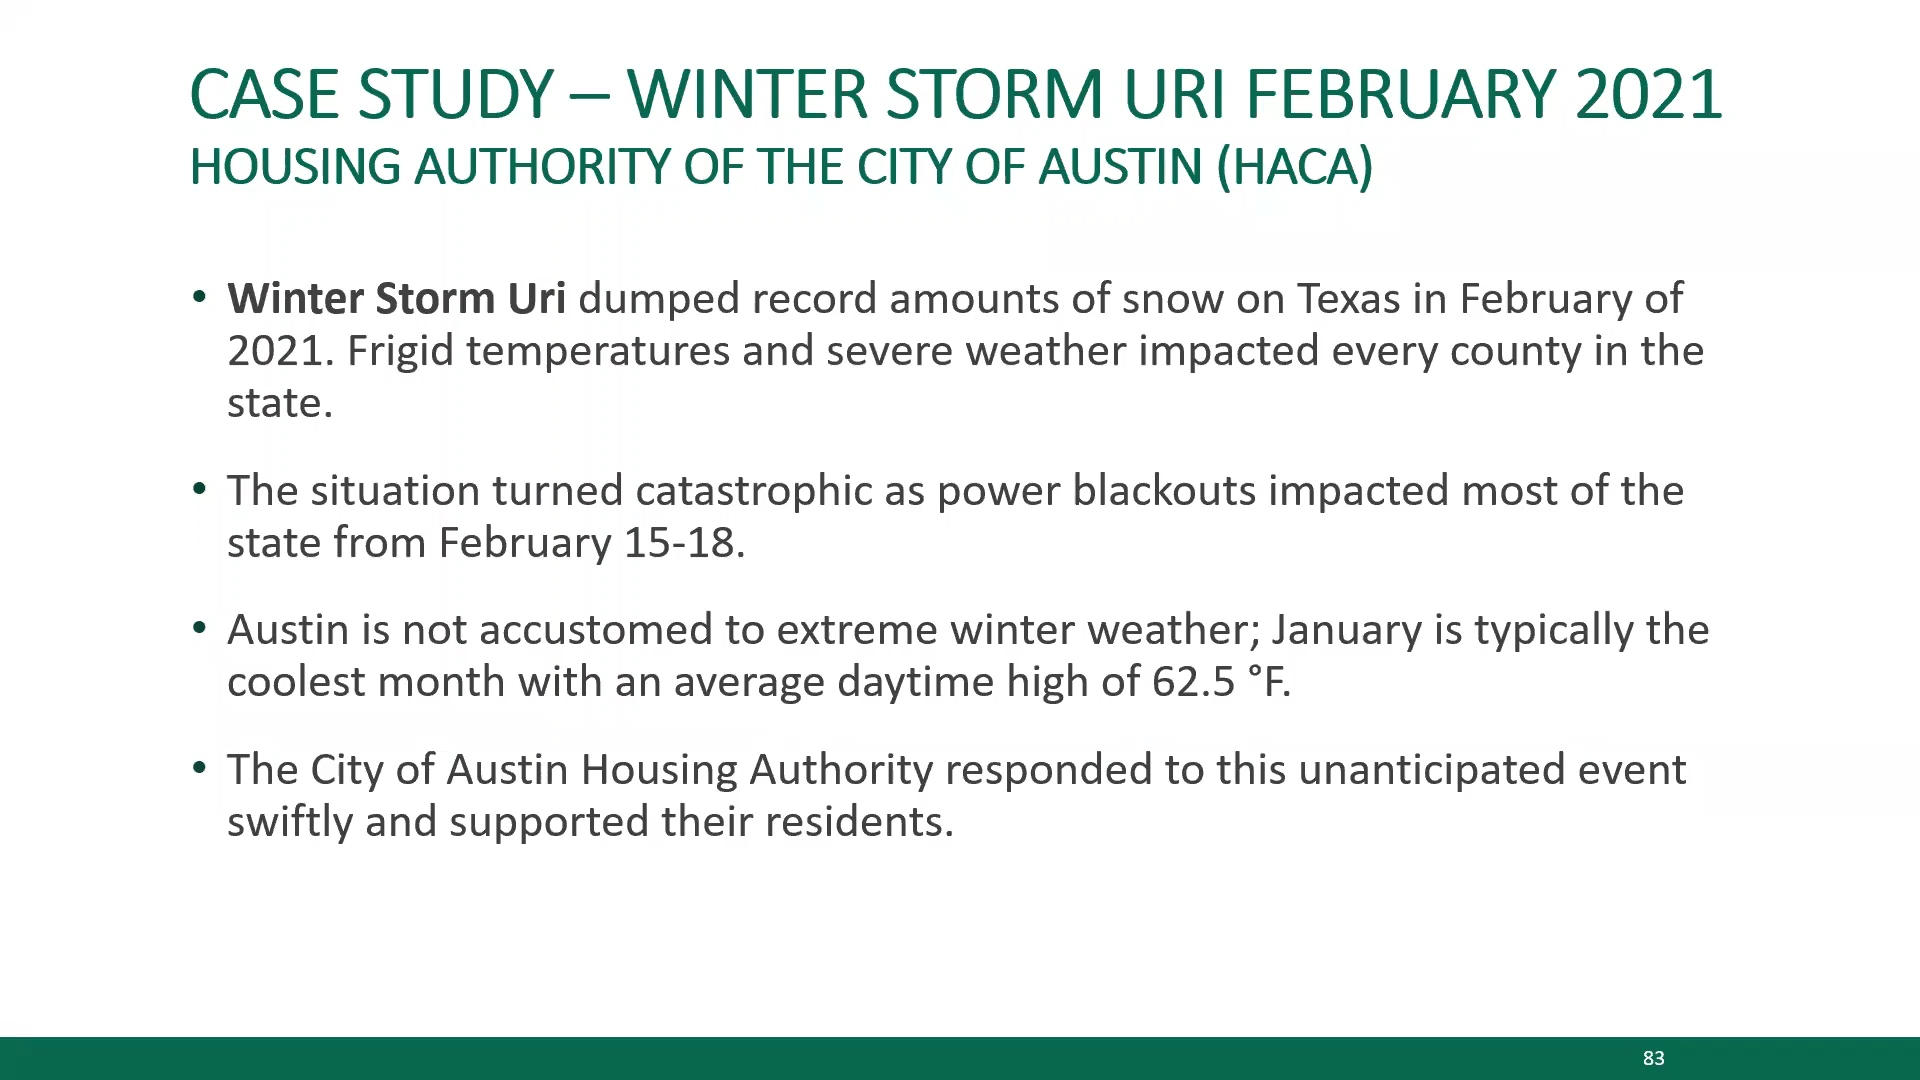 CASE STUDY – WINTER STORM URI FEBRUARY 2021
HOUSING AUTHORITY OF THE CITY OF AUSTIN (HACA)
• Winter Storm Uri dumped record amounts of snow on Texas in February of
2021. Frigid temperatures and severe weather impacted every county in the
state.
• The situation turned catastrophic as power blackouts impacted most of the
state from February 15-18.
• Austin is not accustomed to extreme winter weather; January is typically the
coolest month with an average daytime high of 62.5 °F.
• The City of Austin Housing Authority responded to this unanticipated event
swiftly and supported their residents.
83